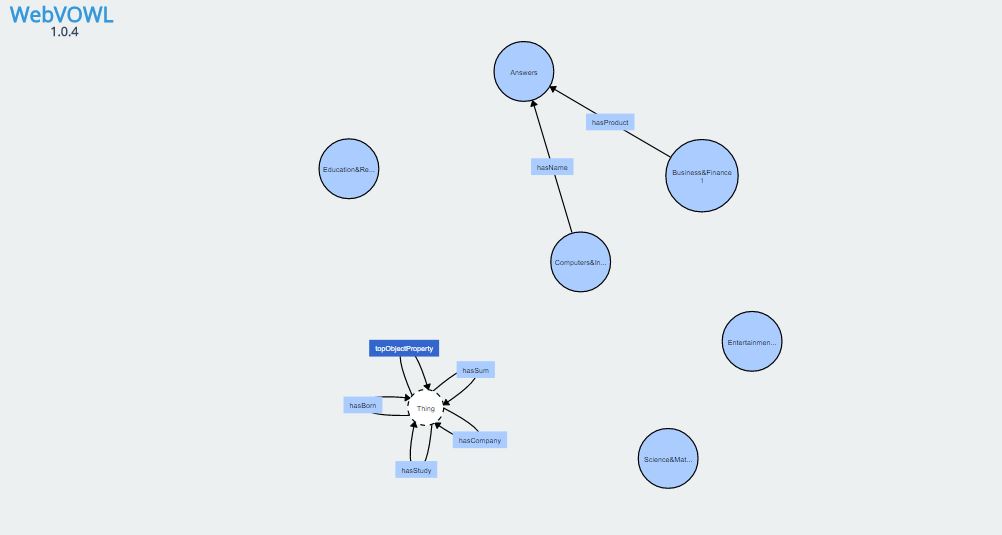 WebVOWL
1.0.4
Answers
hasProduct
hasName
Education&Re...
Business&Finance
1
Computers&In...
Entertainmen...
topObjectProperty
hasSum
hasBorn
Thing
hasCompany
hasStudy
Science&Mat...